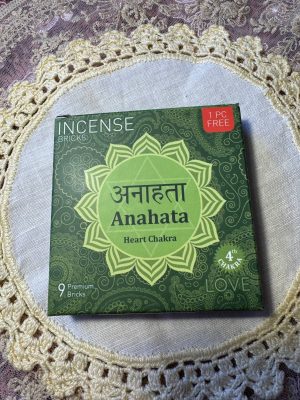 INCENSE
BRICKS
1 PC
FREE
अनाहता
Anahata
Heart Chakra
4th
CHAKRA
LOVE
9 Premium
Bricks